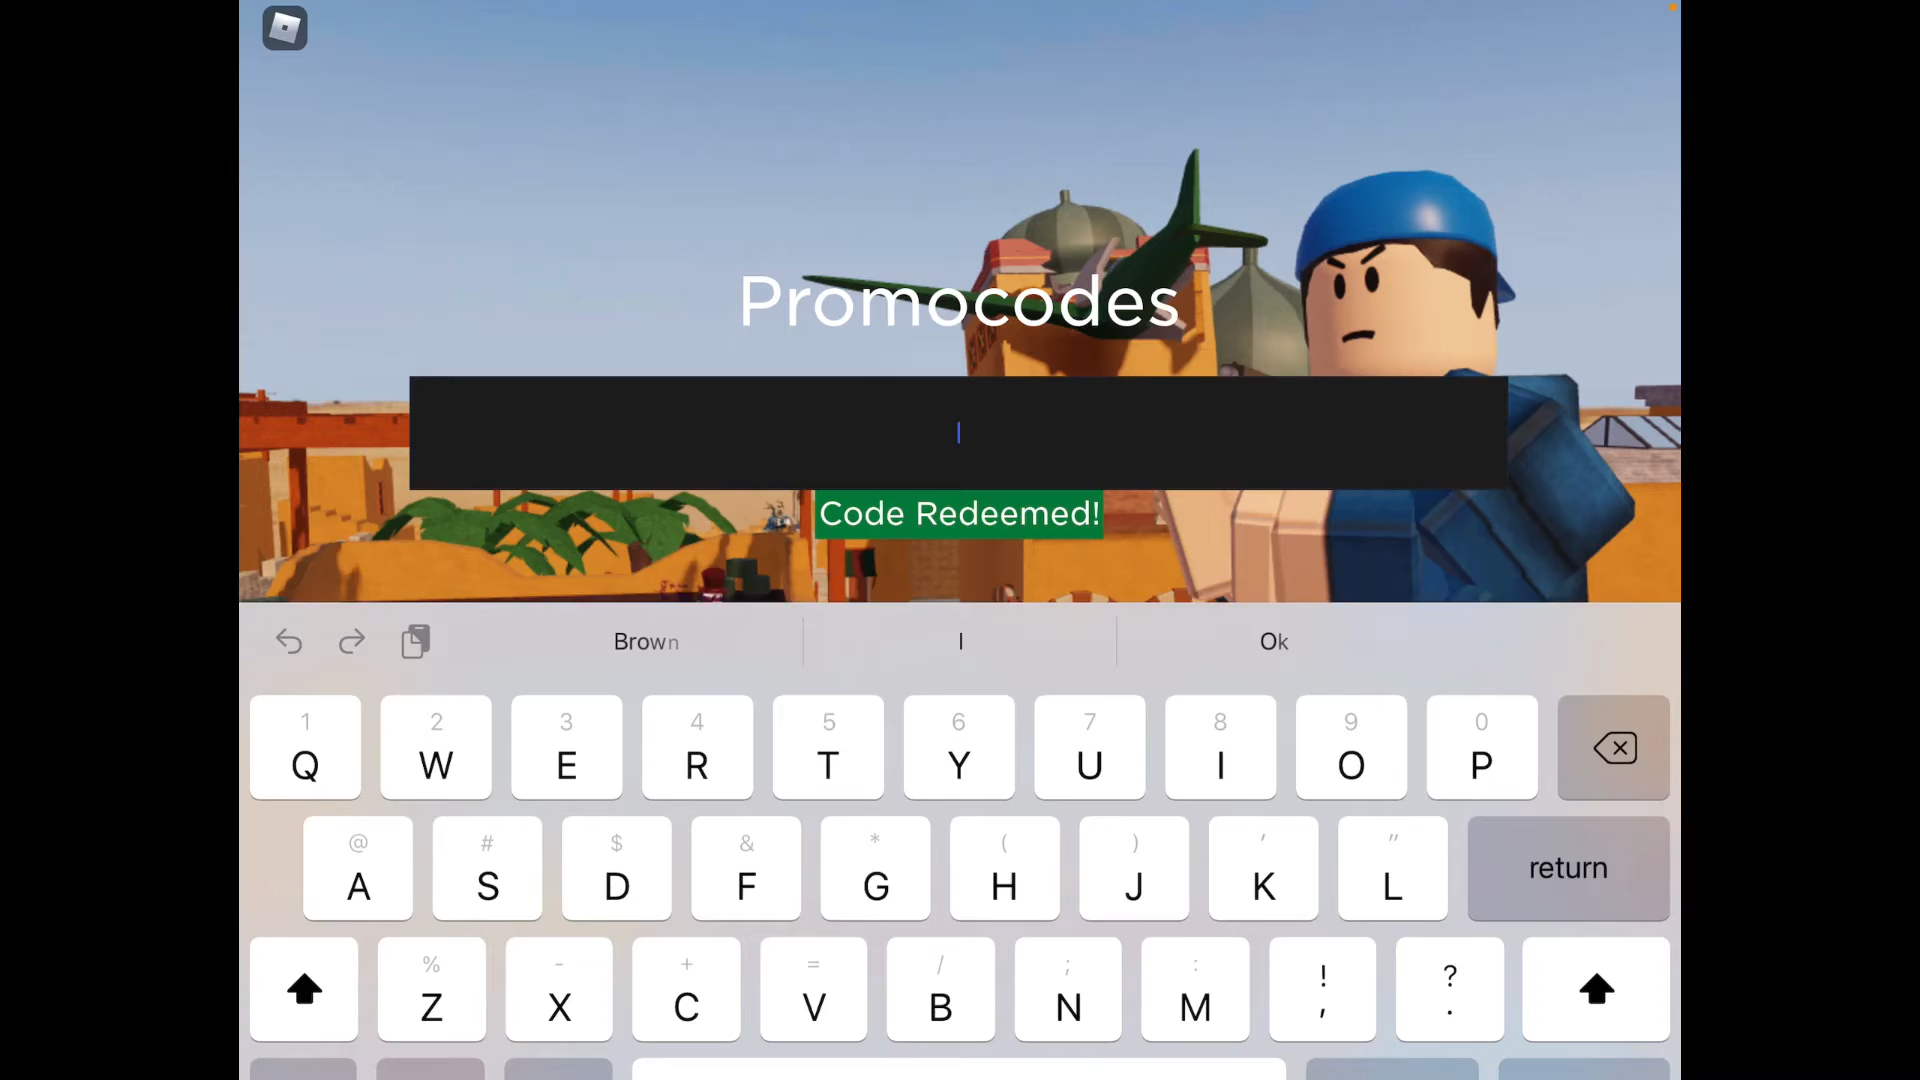 Promocodes
Code Redeemed!
Brown
I
Ok
1 2 3 4 5 6 7 8 9 0
Q W E R T Y U I O P
@ # $ & * ( ) ' "
A S D F G H J K L return
% - + = / ; : ! ?
Z X C V B N M , .